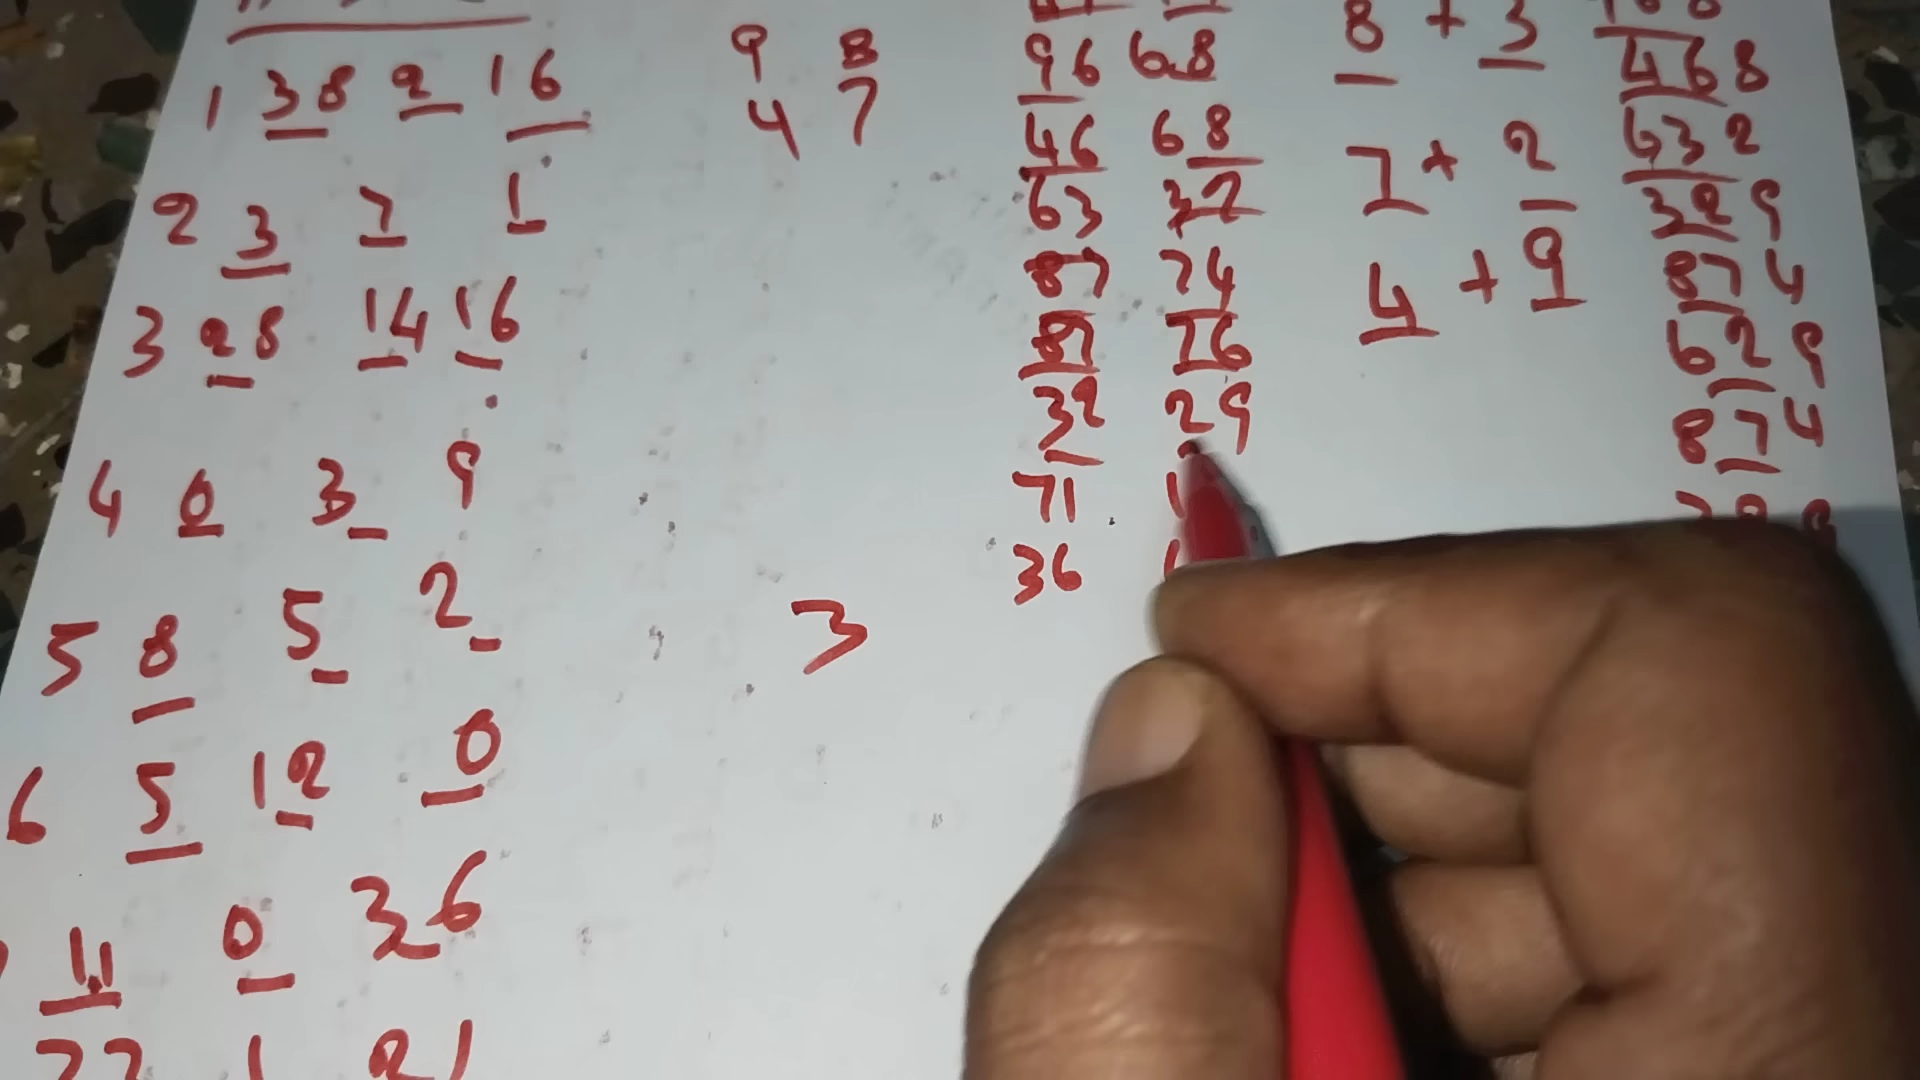 1 38 2 16
2 3 7 1
3 28 14 16
4 0 3 9
5 8 5 2
6 5 12 0
11 0 36
9 8
4 7
3
96 68
46 68
63 32
87 74
87 76
32 29
71
36
8 + 3
7 + 2
4 + 9
468
632
329
874
629
874